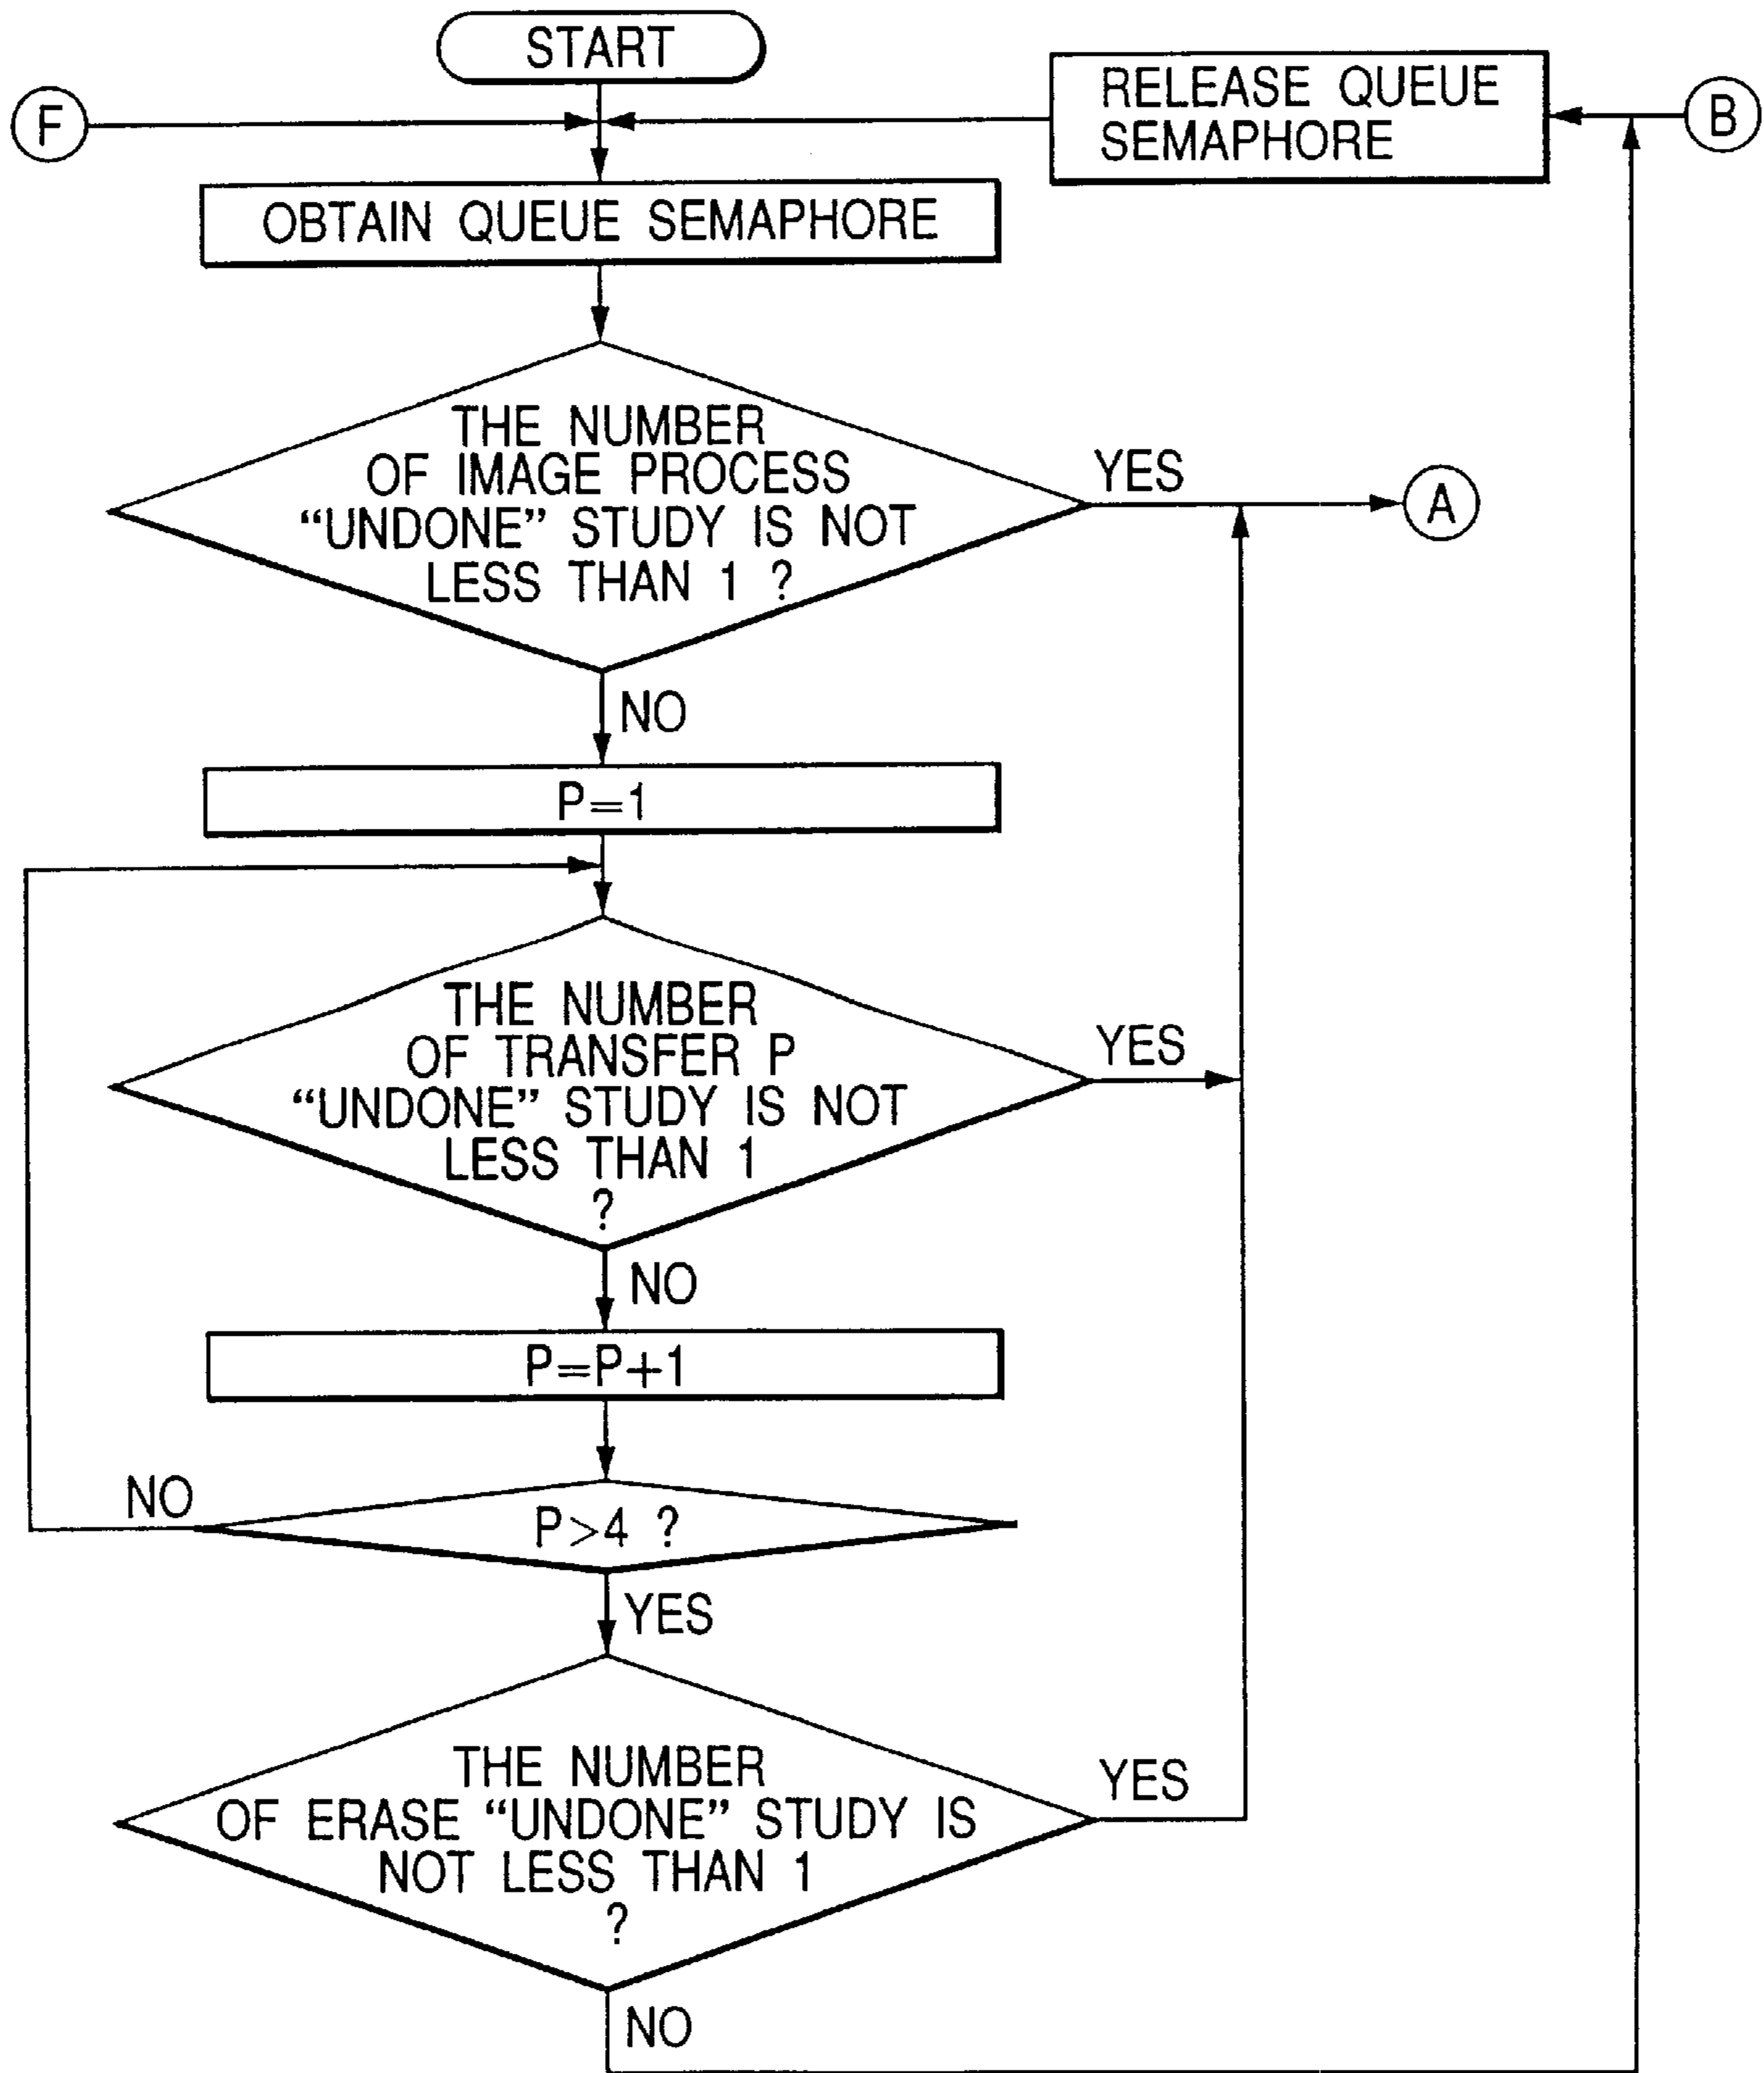 START
RELEASE QUEUE
SEMAPHORE
F
B
OBTAIN QUEUE SEMAPHORE
THE NUMBER
OF IMAGE PROCESS
“UNDONE” STUDY IS NOT
LESS THAN 1 ?
YES
A
NO
P=1
THE NUMBER
OF TRANSFER P
“UNDONE” STUDY IS NOT
LESS THAN 1
?
YES
NO
P=P+1
NO
P>4 ?
YES
THE NUMBER
OF ERASE “UNDONE” STUDY IS
NOT LESS THAN 1
?
YES
NO